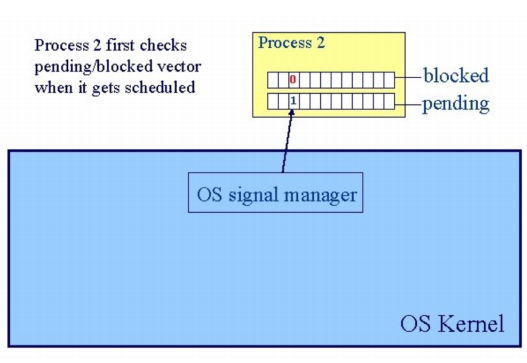 Process 2 first checks
pending/blocked vector
when it gets scheduled
Process 2
0
blocked
1
pending
OS signal manager
OS Kernel